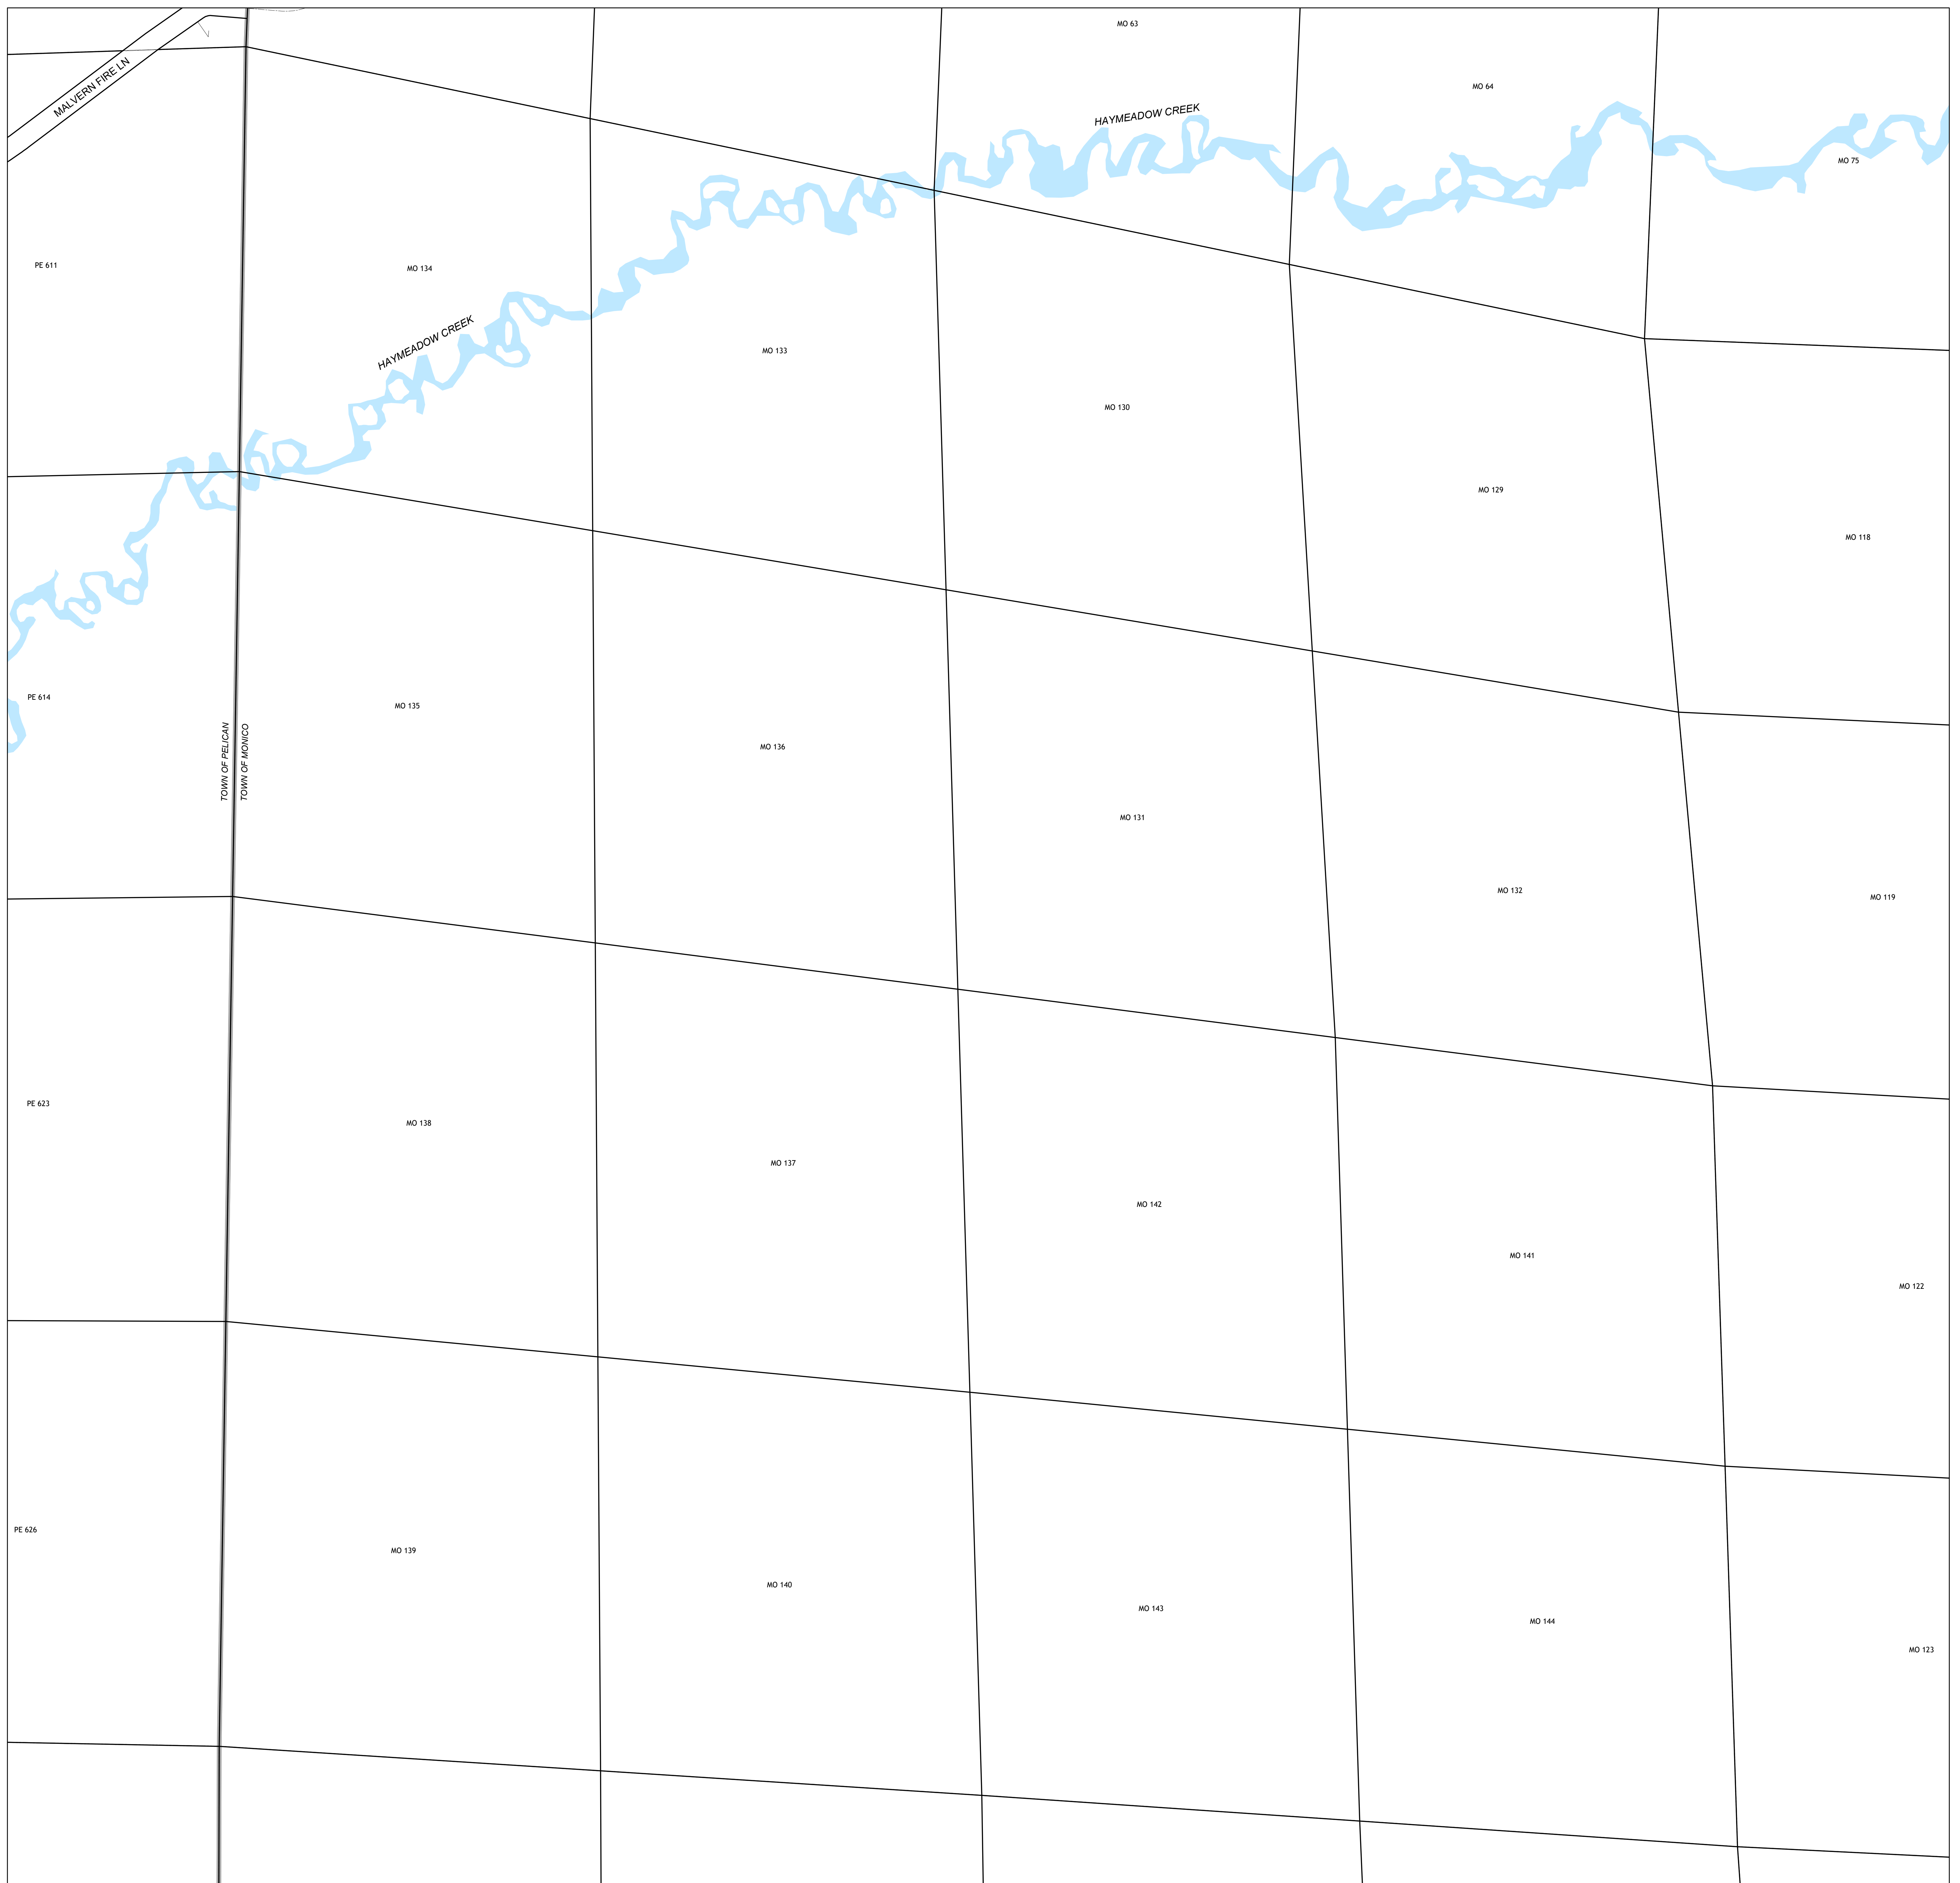 MO 63
MALVERN FIRE LN
MO 64
HAYMEADOW CREEK
MO 75
PE 611
MO 134
HAYMEADOW CREEK
MO 133
MO 130
MO 129
MO 118
PE 614
MO 135
TOWN OF PELICAN
TOWN OF MONICO
MO 136
MO 131
MO 132
MO 119
PE 623
MO 138
MO 137
MO 142
MO 141
MO 122
PE 626
MO 139
MO 140
MO 143
MO 144
MO 123